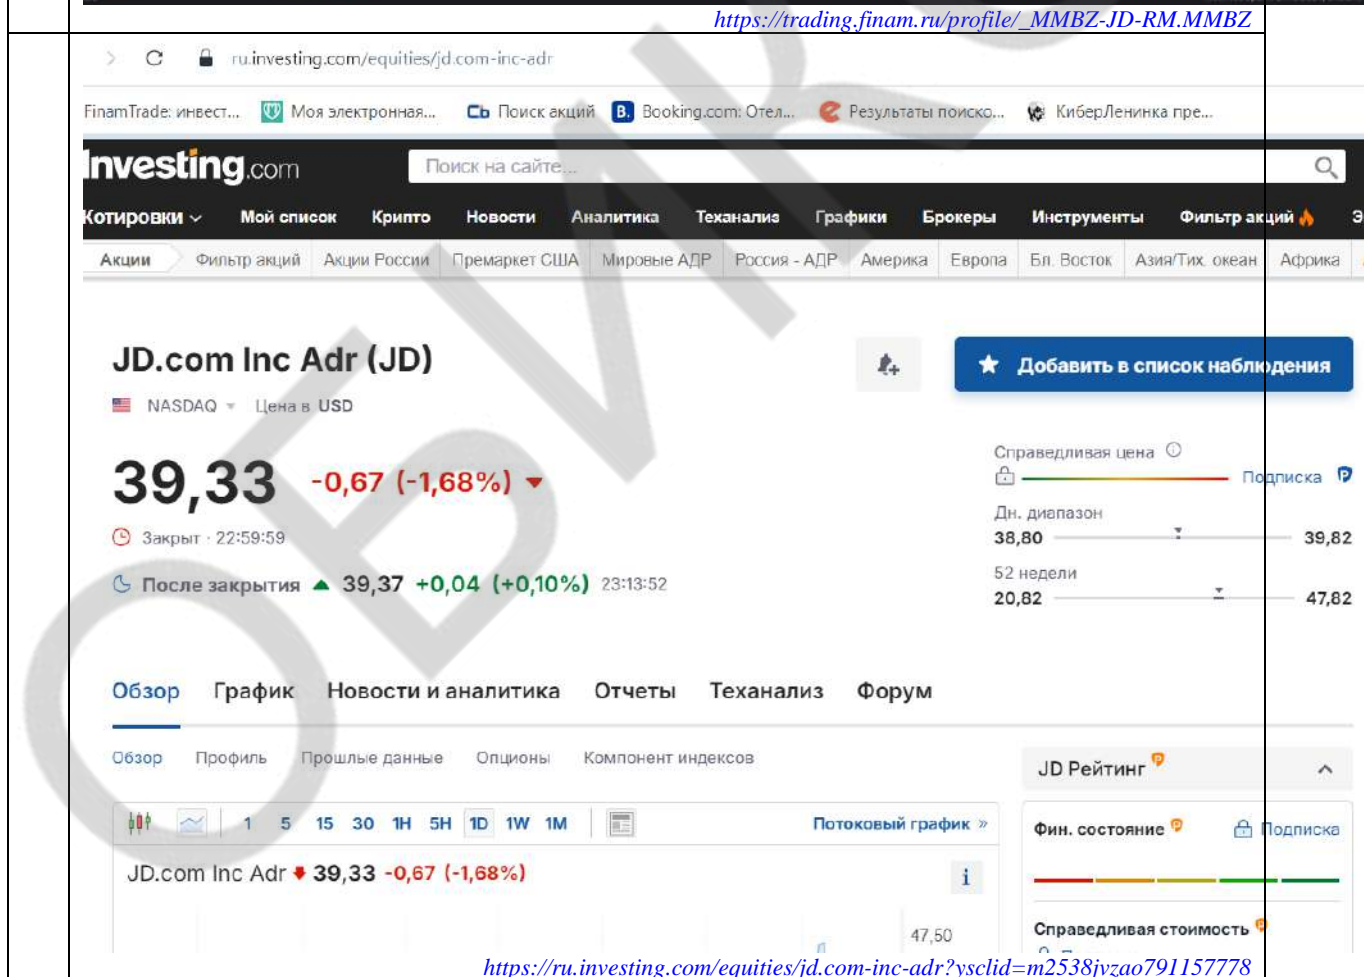 https://trading.finam.ru/profile/_MMBZ-JD-RM.MMBZ
ru.investing.com/equities/jd.com-inc-adr
FinamTrade: инвест... Моя электронная... Сь Поиск акций B. Booking.com: Отел... Результаты поиско... КиберЛенинка пре...
Investing.com Поиск на сайте...
Котировки Мой список Крипто Новости Аналитика Теханализ Графики Брокеры Инструменты Фильтр акций Э
Акции Фильтр акций Акции России Премаркет США Мировые АДР Россия - АДР Америка Европа Бл. Восток Азия/Тих. океан Африка
JD.com Inc Adr (JD)
Добавить в список наблюдения
NASDAQ Цена в USD
39,33 -0,67 (-1,68%)
Справедливая цена
Подписка
Закрыт · 22:59:59
Дн. диапазон
38,80 39,82
После закрытия 39,37 +0,04 (+0,10%) 23:13:52
52 недели
20,82 47,82
Обзор График Новости и аналитика Отчеты Теханализ Форум
Обзор Профиль Прошлые данные Опционы Компонент индексов
JD Рейтинг
1 5 15 30 1H 5H 1D 1W 1M Потоковый график »
Фин. состояние Подписка
JD.com Inc Adr 39,33 -0,67 (-1,68%)
i
47,50
Справедливая стоимость
https://ru.investing.com/equities/jd.com-inc-adr?ysclid=m2538jvzao791157778